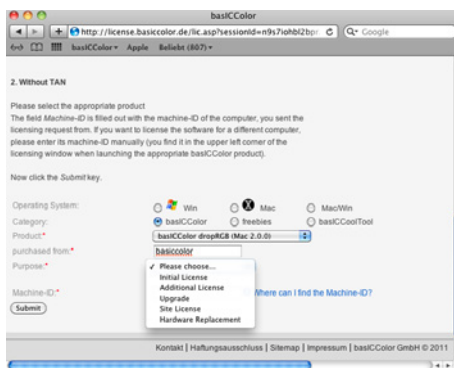 basICColor
http://license.basiccolor.de/lic.asp?sessionId=n9s7iohbl2bpr
Google
basICColor Apple Beliebt (807)
2. Without TAN
Please select the appropriate product
The field Machine-ID is filled out with the machine-ID of the computer, you sent the
licensing request from. If you want to license the software for a different computer,
please enter its machine-ID manually (you find it in the upper left corner of the
licensing window when launching the appropriate basICColor product).
Now click the Submit key.
Operating System: Win Mac Mac/Win
Category: basICColor freebies basICCoolTool
Product:* basICColor dropRGB (Mac 2.0.0)
purchased from:* basiccolor
Purpose:* ✓ Please choose...
Initial License
Additional License
Upgrade
Site License
Hardware Replacement
Machine-ID:* Where can I find the Machine-ID?
Submit
Kontakt | Haftungsausschluss | Sitemap | Impressum | basICColor GmbH © 2011